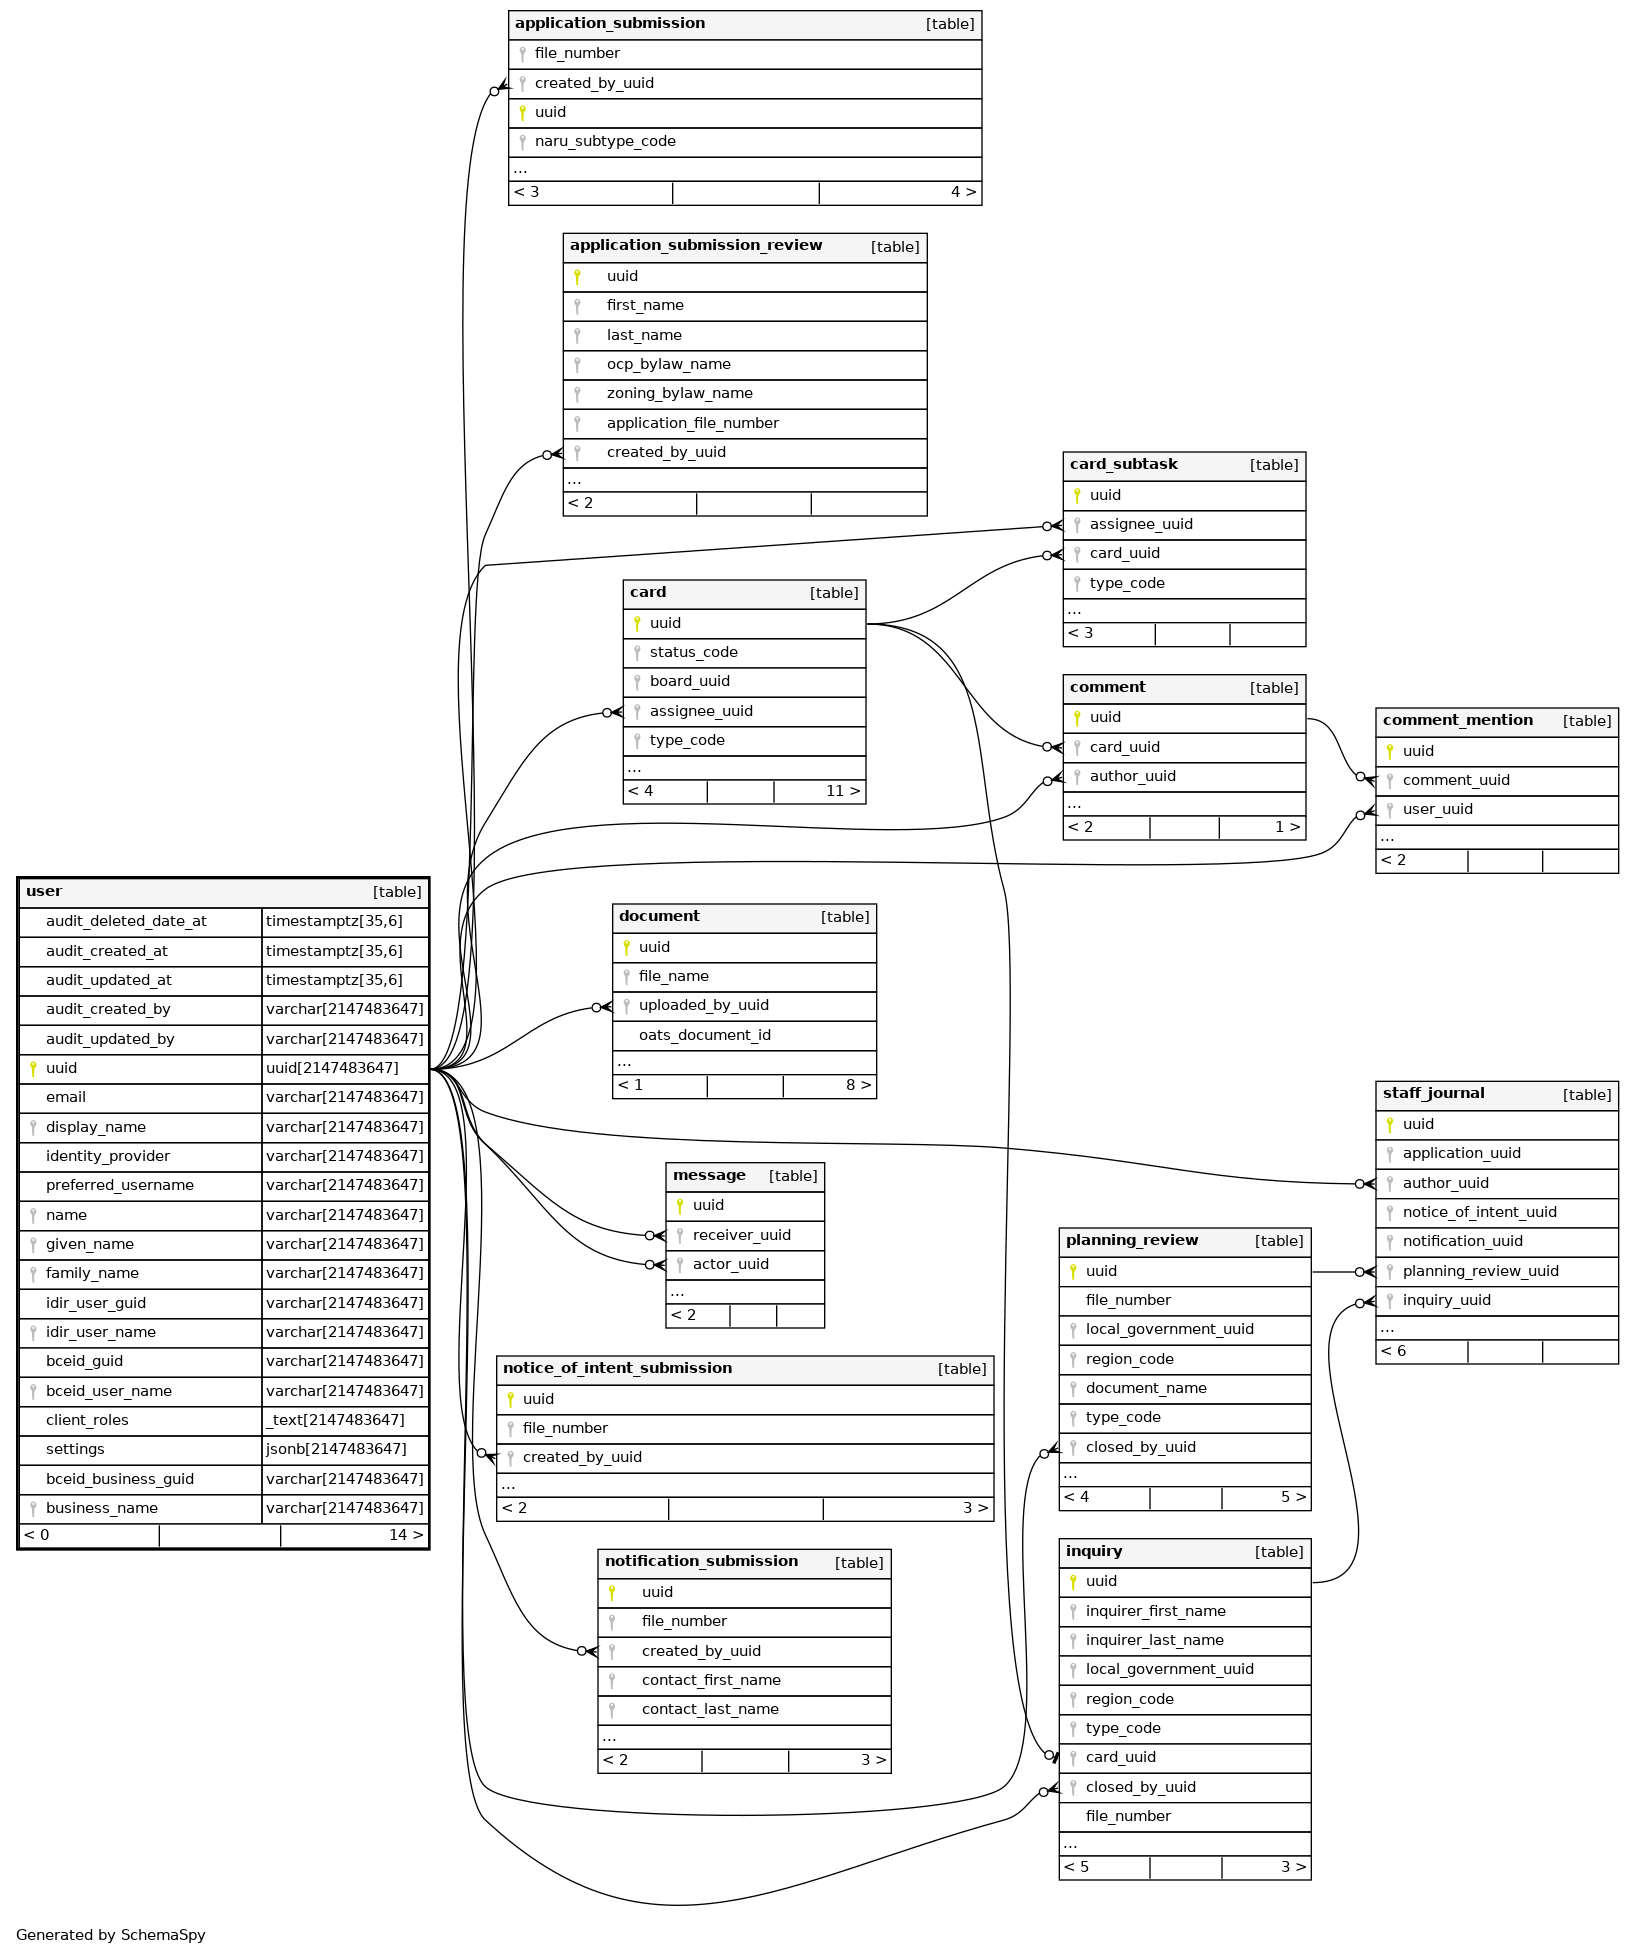 application_submission [table]
file_number
created_by_uuid
uuid
naru_subtype_code
...
< 3 4 >
application_submission_review [table]
uuid
first_name
last_name
ocp_bylaw_name
zoning_bylaw_name
application_file_number
created_by_uuid
...
< 2
card_subtask [table]
uuid
assignee_uuid
card_uuid
type_code
...
< 3
card [table]
uuid
status_code
board_uuid
assignee_uuid
type_code
...
< 4 11 >
comment [table]
uuid
card_uuid
author_uuid
...
< 2 1 >
comment_mention [table]
uuid
comment_uuid
user_uuid
...
< 2
user [table]
audit_deleted_date_at timestamptz[35,6]
audit_created_at timestamptz[35,6]
audit_updated_at timestamptz[35,6]
audit_created_by varchar[2147483647]
audit_updated_by varchar[2147483647]
uuid uuid[2147483647]
email varchar[2147483647]
display_name varchar[2147483647]
identity_provider varchar[2147483647]
preferred_username varchar[2147483647]
name varchar[2147483647]
given_name varchar[2147483647]
family_name varchar[2147483647]
idir_user_guid varchar[2147483647]
idir_user_name varchar[2147483647]
bceid_guid varchar[2147483647]
bceid_user_name varchar[2147483647]
client_roles _text[2147483647]
settings jsonb[2147483647]
bceid_business_guid varchar[2147483647]
business_name varchar[2147483647]
< 0 14 >
document [table]
uuid
file_name
uploaded_by_uuid
oats_document_id
...
< 1 8 >
staff_journal [table]
uuid
application_uuid
author_uuid
notice_of_intent_uuid
notification_uuid
planning_review_uuid
inquiry_uuid
...
< 6
message [table]
uuid
receiver_uuid
actor_uuid
...
< 2
planning_review [table]
uuid
file_number
local_government_uuid
region_code
document_name
type_code
closed_by_uuid
...
< 4 5 >
notice_of_intent_submission [table]
uuid
file_number
created_by_uuid
...
< 2 3 >
inquiry [table]
uuid
inquirer_first_name
inquirer_last_name
local_government_uuid
region_code
type_code
card_uuid
closed_by_uuid
file_number
...
< 5 3 >
notification_submission [table]
uuid
file_number
created_by_uuid
contact_first_name
contact_last_name
...
< 2 3 >
Generated by SchemaSpy